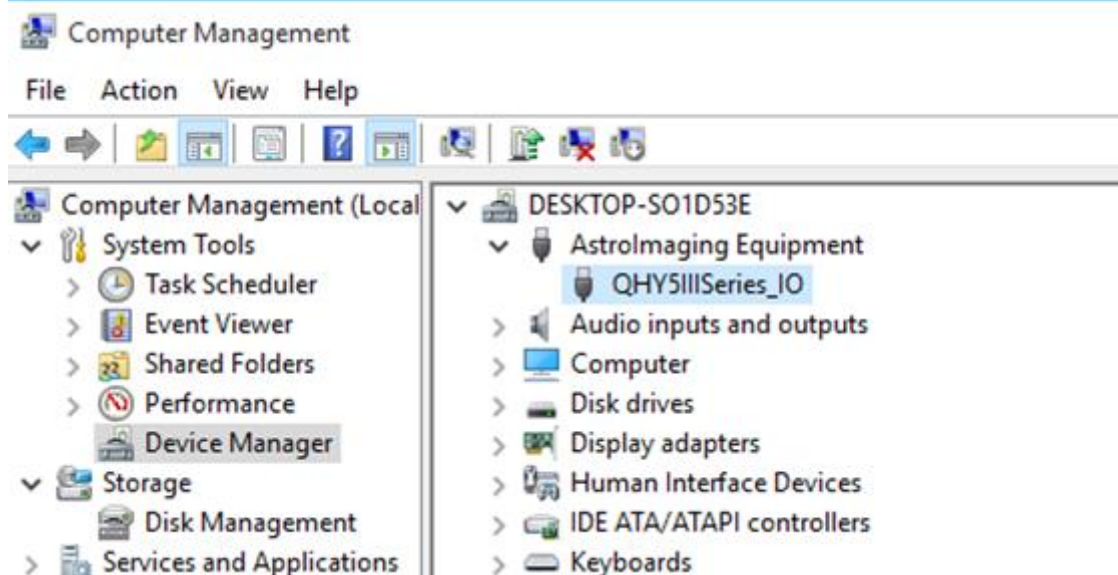 Computer Management
File Action View Help
Computer Management (Local
System Tools
Task Scheduler
Event Viewer
Shared Folders
Performance
Device Manager
Storage
Disk Management
Services and Applications
DESKTOP-SO1D53E
AstroImaging Equipment
QHY5IIISeries_IO
Audio inputs and outputs
Computer
Disk drives
Display adapters
Human Interface Devices
IDE ATA/ATAPI controllers
Keyboards